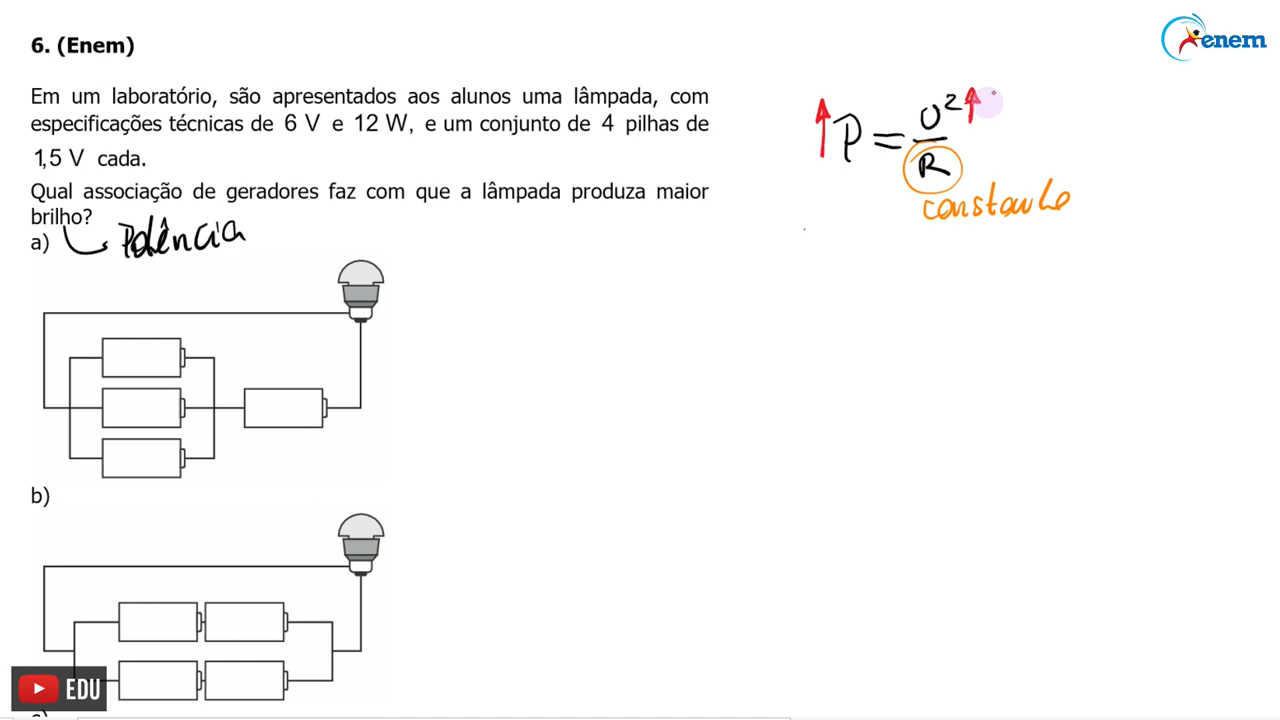 6. (Enem)
enem
Em um laboratório, são apresentados aos alunos uma lâmpada, com
especificações técnicas de 6 V e 12 W, e um conjunto de 4 pilhas de
1,5 V cada.
Qual associação de geradores faz com que a lâmpada produza maior
brilho?
a)
Potência
P = U²
R
constante
b)
EDU
c)